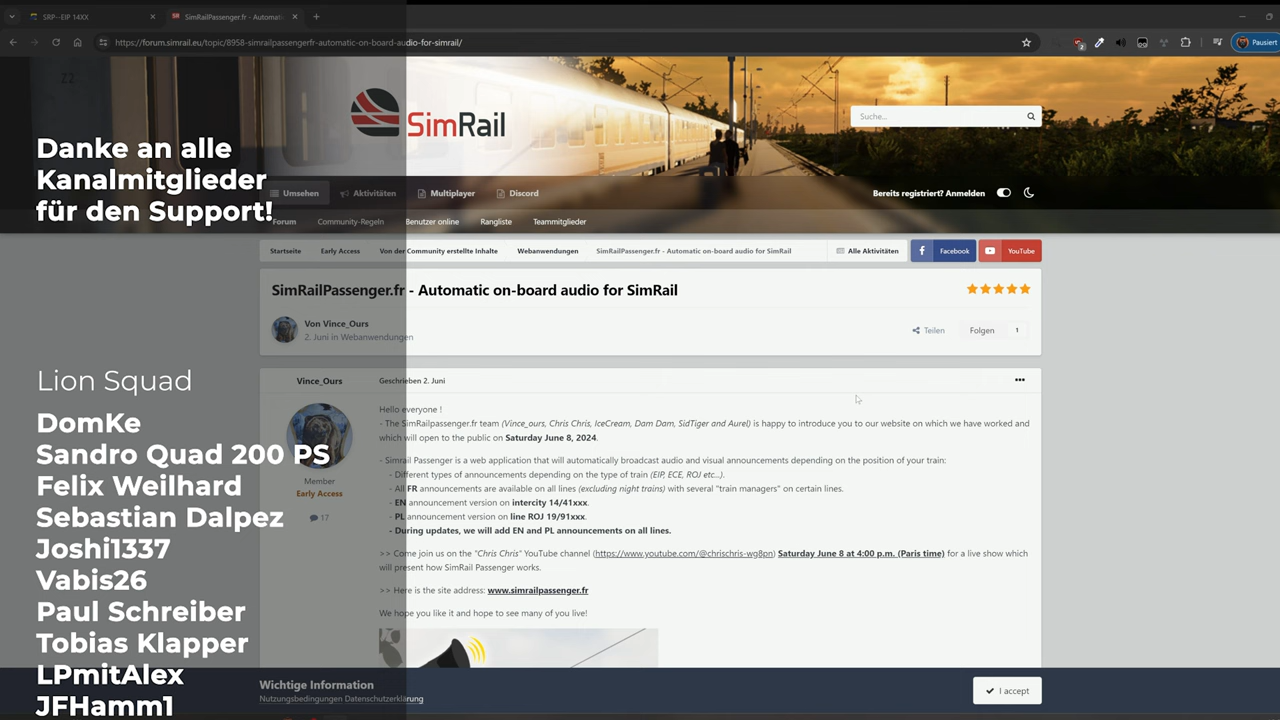 SRP--EIP 14XX
SimRailPassenger.fr - Automat
https://forum.simrail.eu/topic/8958-simrailpassengerfr-automatic-on-board-audio-for-simrail/
2
Pausiert
Z2
SimRail
Suche...
Danke an alle
Kanalmitglieder
für den Support!
Umsehen
Aktivitäten
Multiplayer
Discord
Bereits registriert? Anmelden
Forum
Community-Regeln
Benutzer online
Rangliste
Teammitglieder
Startseite
Early Access
Von der Community erstellte Inhalte
Webanwendungen
SimRailPassenger.fr - Automatic on-board audio for SimRail
Alle Aktivitäten
Facebook
YouTube
SimRailPassenger.fr - Automatic on-board audio for SimRail
Von Vince_Ours
2. Juni in Webanwendungen
Teilen
Folgen
1
Lion Squad
DomKe
Sandro Quad 200 PS
Felix Weilhard
Sebastian Dalpez
Joshi1337
Vabis26
Paul Schreiber
Tobias Klapper
LPmitAlex
JFHamm1
Vince_Ours
Member
Early Access
17
Geschrieben 2. Juni
Hello everyone !
- The SimRailpassenger.fr team (Vince_ours, Chris Chris, IceCream, Dam Dam, SidTiger and Aurel) is happy to introduce you to our website on which we have worked and
which will open to the public on Saturday June 8, 2024.
- Simrail Passenger is a web application that will automatically broadcast audio and visual announcements depending on the position of your train:
- Different types of announcements depending on the type of train (EIP, ECE, ROJ etc...).
- All FR announcements are available on all lines (excluding night trains) with several "train managers" on certain lines.
- EN announcement version on intercity 14/41xxx.
- PL announcement version on line ROJ 19/91xxx.
- During updates, we will add EN and PL announcements on all lines.
>> Come join us on the "Chris Chris" YouTube channel (https://www.youtube.com/@chrischris-wg8pn) Saturday June 8 at 4:00 p.m. (Paris time) for a live show which
will present how SimRail Passenger works.
>> Here is the site address: www.simrailpassenger.fr
We hope you like it and hope to see many of you live!
Wichtige Information
Nutzungsbedingungen Datenschutzerklärung
I accept